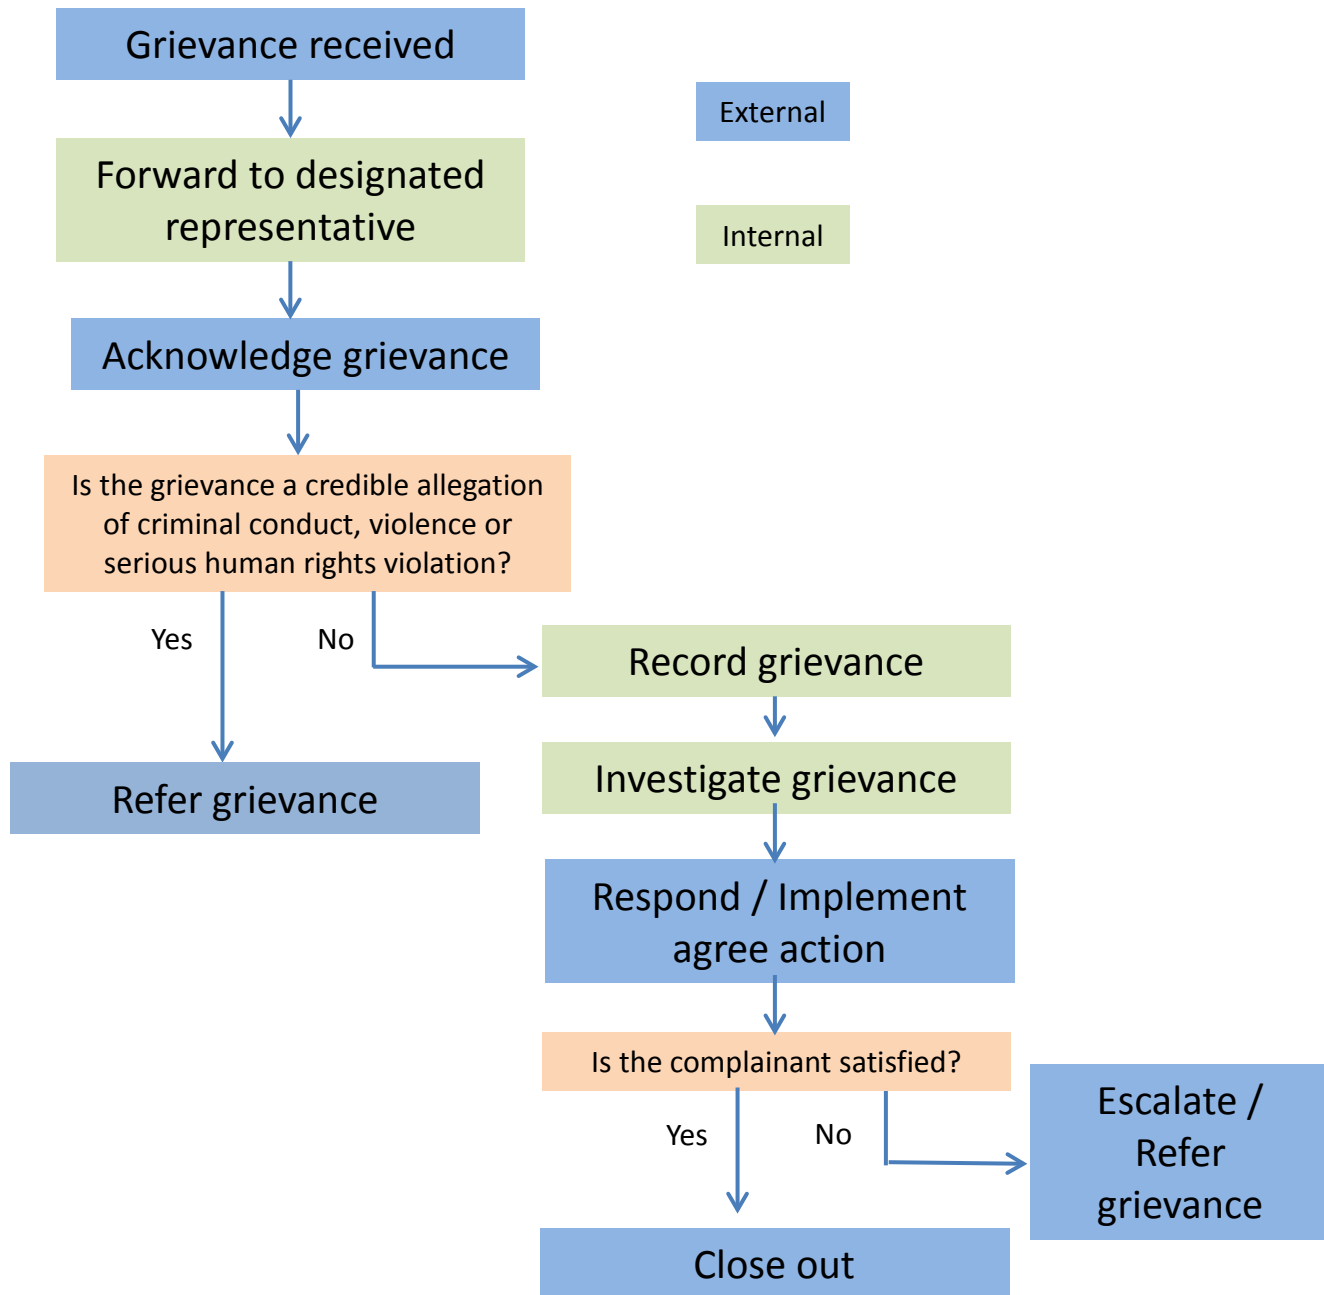 Grievance received
External
Forward to designated
representative
Internal
Acknowledge grievance
Is the grievance a credible allegation
of criminal conduct, violence or
serious human rights violation?
Yes
No
Record grievance
Investigate grievance
Refer grievance
Respond / Implement
agree action
Is the complainant satisfied?
Yes
No
Escalate /
Refer
grievance
Close out